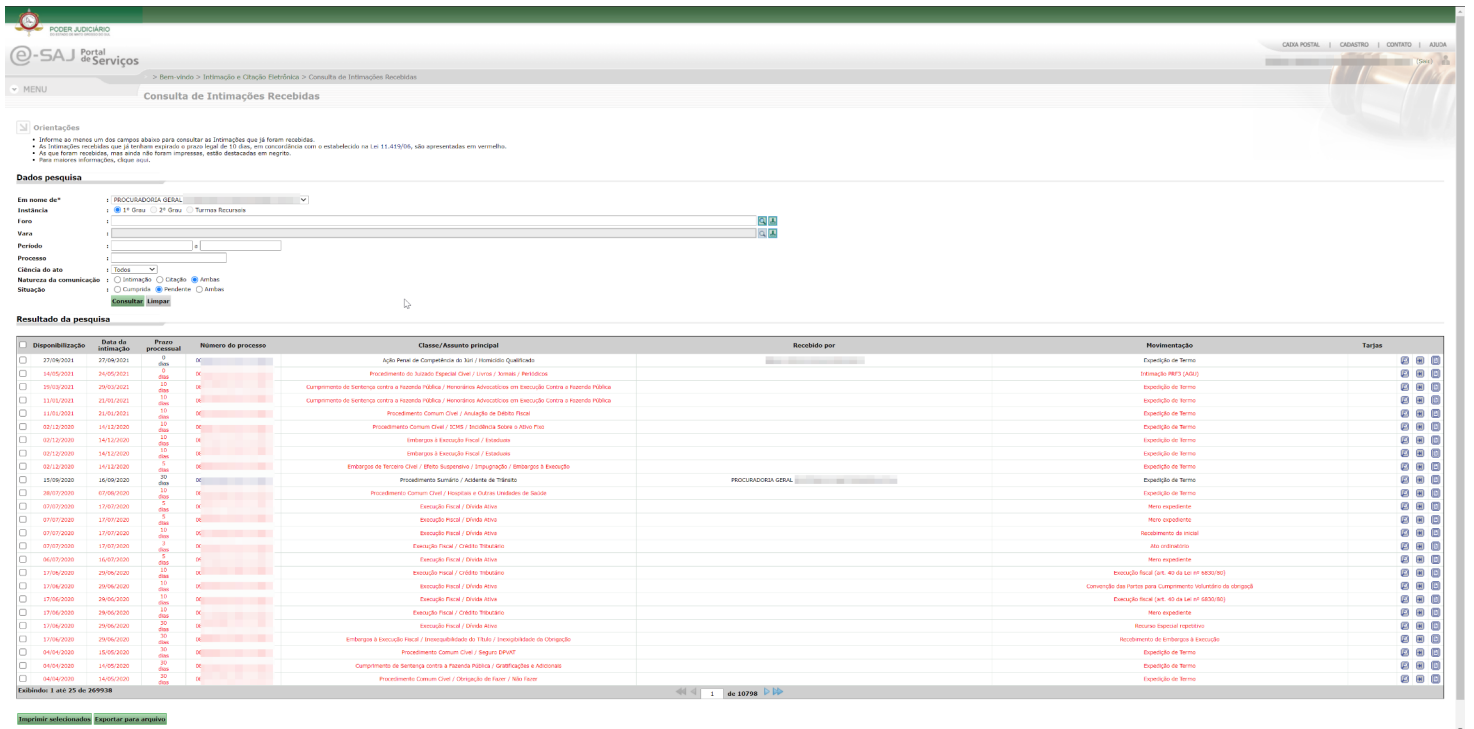 PODER JUDICIÁRIO
CAIXA POSTAL | CADASTRO | CONTATO | AJUDA
e-SAJ Portal de Serviços
(Sair)
> Bem-vindo > Intimação e Citação Eletrônica > Consulta de Intimações Recebidas
MENU
Consulta de Intimações Recebidas
Orientações
Informe ao menos um dos campos abaixo para consultar as Intimações que já foram recebidas.
As Intimações recebidas que já tenham expirado o prazo legal de 10 dias, em concordância com o estabelecido na Lei 11.419/06, são apresentadas em vermelho.
As que foram recebidas, mas ainda não foram impressas, estão destacadas em negrito.
Para maiores informações, clique aqui.
Dados pesquisa
Em nome de* : PROCURADORIA GERAL
Instância : 1º Grau 2º Grau Turmas Recursais
Foro :
Vara :
Período : a
Processo :
Ciência do ato : Todos
Natureza da comunicação : Intimação Citação Ambas
Situação : Cumprida Pendente Ambas
Consultar Limpar
Resultado da pesquisa
Disponibilização Data da intimação Prazo processual Número do processo Classe/Assunto principal Recebido por Movimentação Tarjas
27/09/2021 27/09/2021 0 dias Ação Penal de Competência do Júri / Homicídio Qualificado Expedição de Termo
14/05/2021 24/05/2021 0 dias Procedimento do Juizado Especial Cível / Livros / Jornais / Periódicos Intimação PRF3 (AGU)
19/03/2021 29/03/2021 10 dias Cumprimento de Sentença contra a Fazenda Pública / Honorários Advocatícios em Execução Contra a Fazenda Pública Expedição de Termo
11/01/2021 21/01/2021 10 dias Cumprimento de Sentença contra a Fazenda Pública / Honorários Advocatícios em Execução Contra a Fazenda Pública Expedição de Termo
11/01/2021 21/01/2021 10 dias Procedimento Comum Cível / Anulação de Débito Fiscal Expedição de Termo
02/12/2020 14/12/2020 10 dias Procedimento Comum Cível / ICMS / Incidência Sobre o Ativo Fixo Expedição de Termo
02/12/2020 14/12/2020 10 dias Embargos à Execução Fiscal / Estaduais Expedição de Termo
02/12/2020 14/12/2020 10 dias Embargos à Execução Fiscal / Estaduais Expedição de Termo
02/12/2020 14/12/2020 5 dias Embargos de Terceiro Cível / Efeito Suspensivo / Impugnação / Embargos à Execução Expedição de Termo
15/09/2020 16/09/2020 30 dias Procedimento Sumário / Acidente de Trânsito PROCURADORIA GERAL Expedição de Termo
28/07/2020 07/08/2020 10 dias Procedimento Comum Cível / Hospitais e Outras Unidades de Saúde Expedição de Termo
07/07/2020 17/07/2020 5 dias Execução Fiscal / Dívida Ativa Mero expediente
07/07/2020 17/07/2020 5 dias Execução Fiscal / Dívida Ativa Mero expediente
07/07/2020 17/07/2020 10 dias Execução Fiscal / Dívida Ativa Recebimento de inicial
07/07/2020 17/07/2020 3 dias Execução Fiscal / Crédito Tributário Ato ordinatório
06/07/2020 16/07/2020 5 dias Execução Fiscal / Dívida Ativa Mero expediente
17/06/2020 29/06/2020 10 dias Execução Fiscal / Crédito Tributário Execução fiscal (art. 40 da Lei nº 6830/80)
17/06/2020 29/06/2020 10 dias Execução Fiscal / Dívida Ativa Convenção das Partes para Cumprimento Voluntário da obrigaçã
17/06/2020 29/06/2020 10 dias Execução Fiscal / Dívida Ativa Execução fiscal (art. 40 da Lei nº 6830/80)
17/06/2020 29/06/2020 10 dias Execução Fiscal / Crédito Tributário Mero expediente
17/06/2020 29/06/2020 30 dias Execução Fiscal / Dívida Ativa Recurso Especial repetitivo
17/06/2020 29/06/2020 30 dias Embargos à Execução Fiscal / Inexequibilidade do Título / Inexigibilidade da Obrigação Recebimento de Embargos à Execução
04/04/2020 15/05/2020 30 dias Procedimento Comum Cível / Seguro DPVAT Expedição de Termo
04/04/2020 14/05/2020 30 dias Cumprimento de Sentença contra a Fazenda Pública / Gratificações e Adicionais Expedição de Termo
04/04/2020 14/05/2020 30 dias Procedimento Comum Cível / Obrigação de Fazer / Não Fazer Expedição de Termo
Exibindo: 1 até 25 de 269938 1 de 10798
Imprimir selecionados Exportar para arquivo